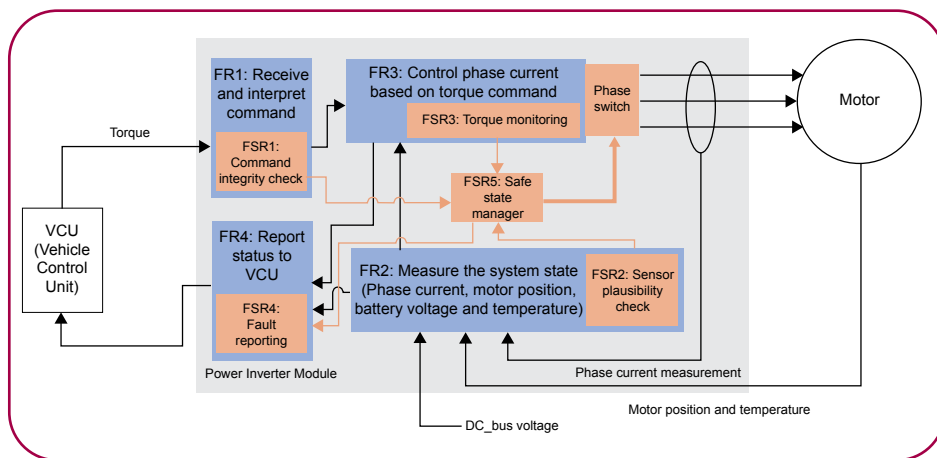 FR1: Receive
and interpret
command
FSR1:
Command
integrity check
FR3: Control phase current
based on torque command
FSR3: Torque monitoring
Phase
switch
Motor
Torque
FSR5: Safe
state
manager
VCU
(Vehicle
Control
Unit)
FR4: Report
status to
VCU
FSR4:
Fault
reporting
FR2: Measure the system state
(Phase current, motor position,
battery voltage and temperature)
FSR2: Sensor
plausibility
check
Power Inverter Module
Phase current measurement
Motor position and temperature
DC_bus voltage